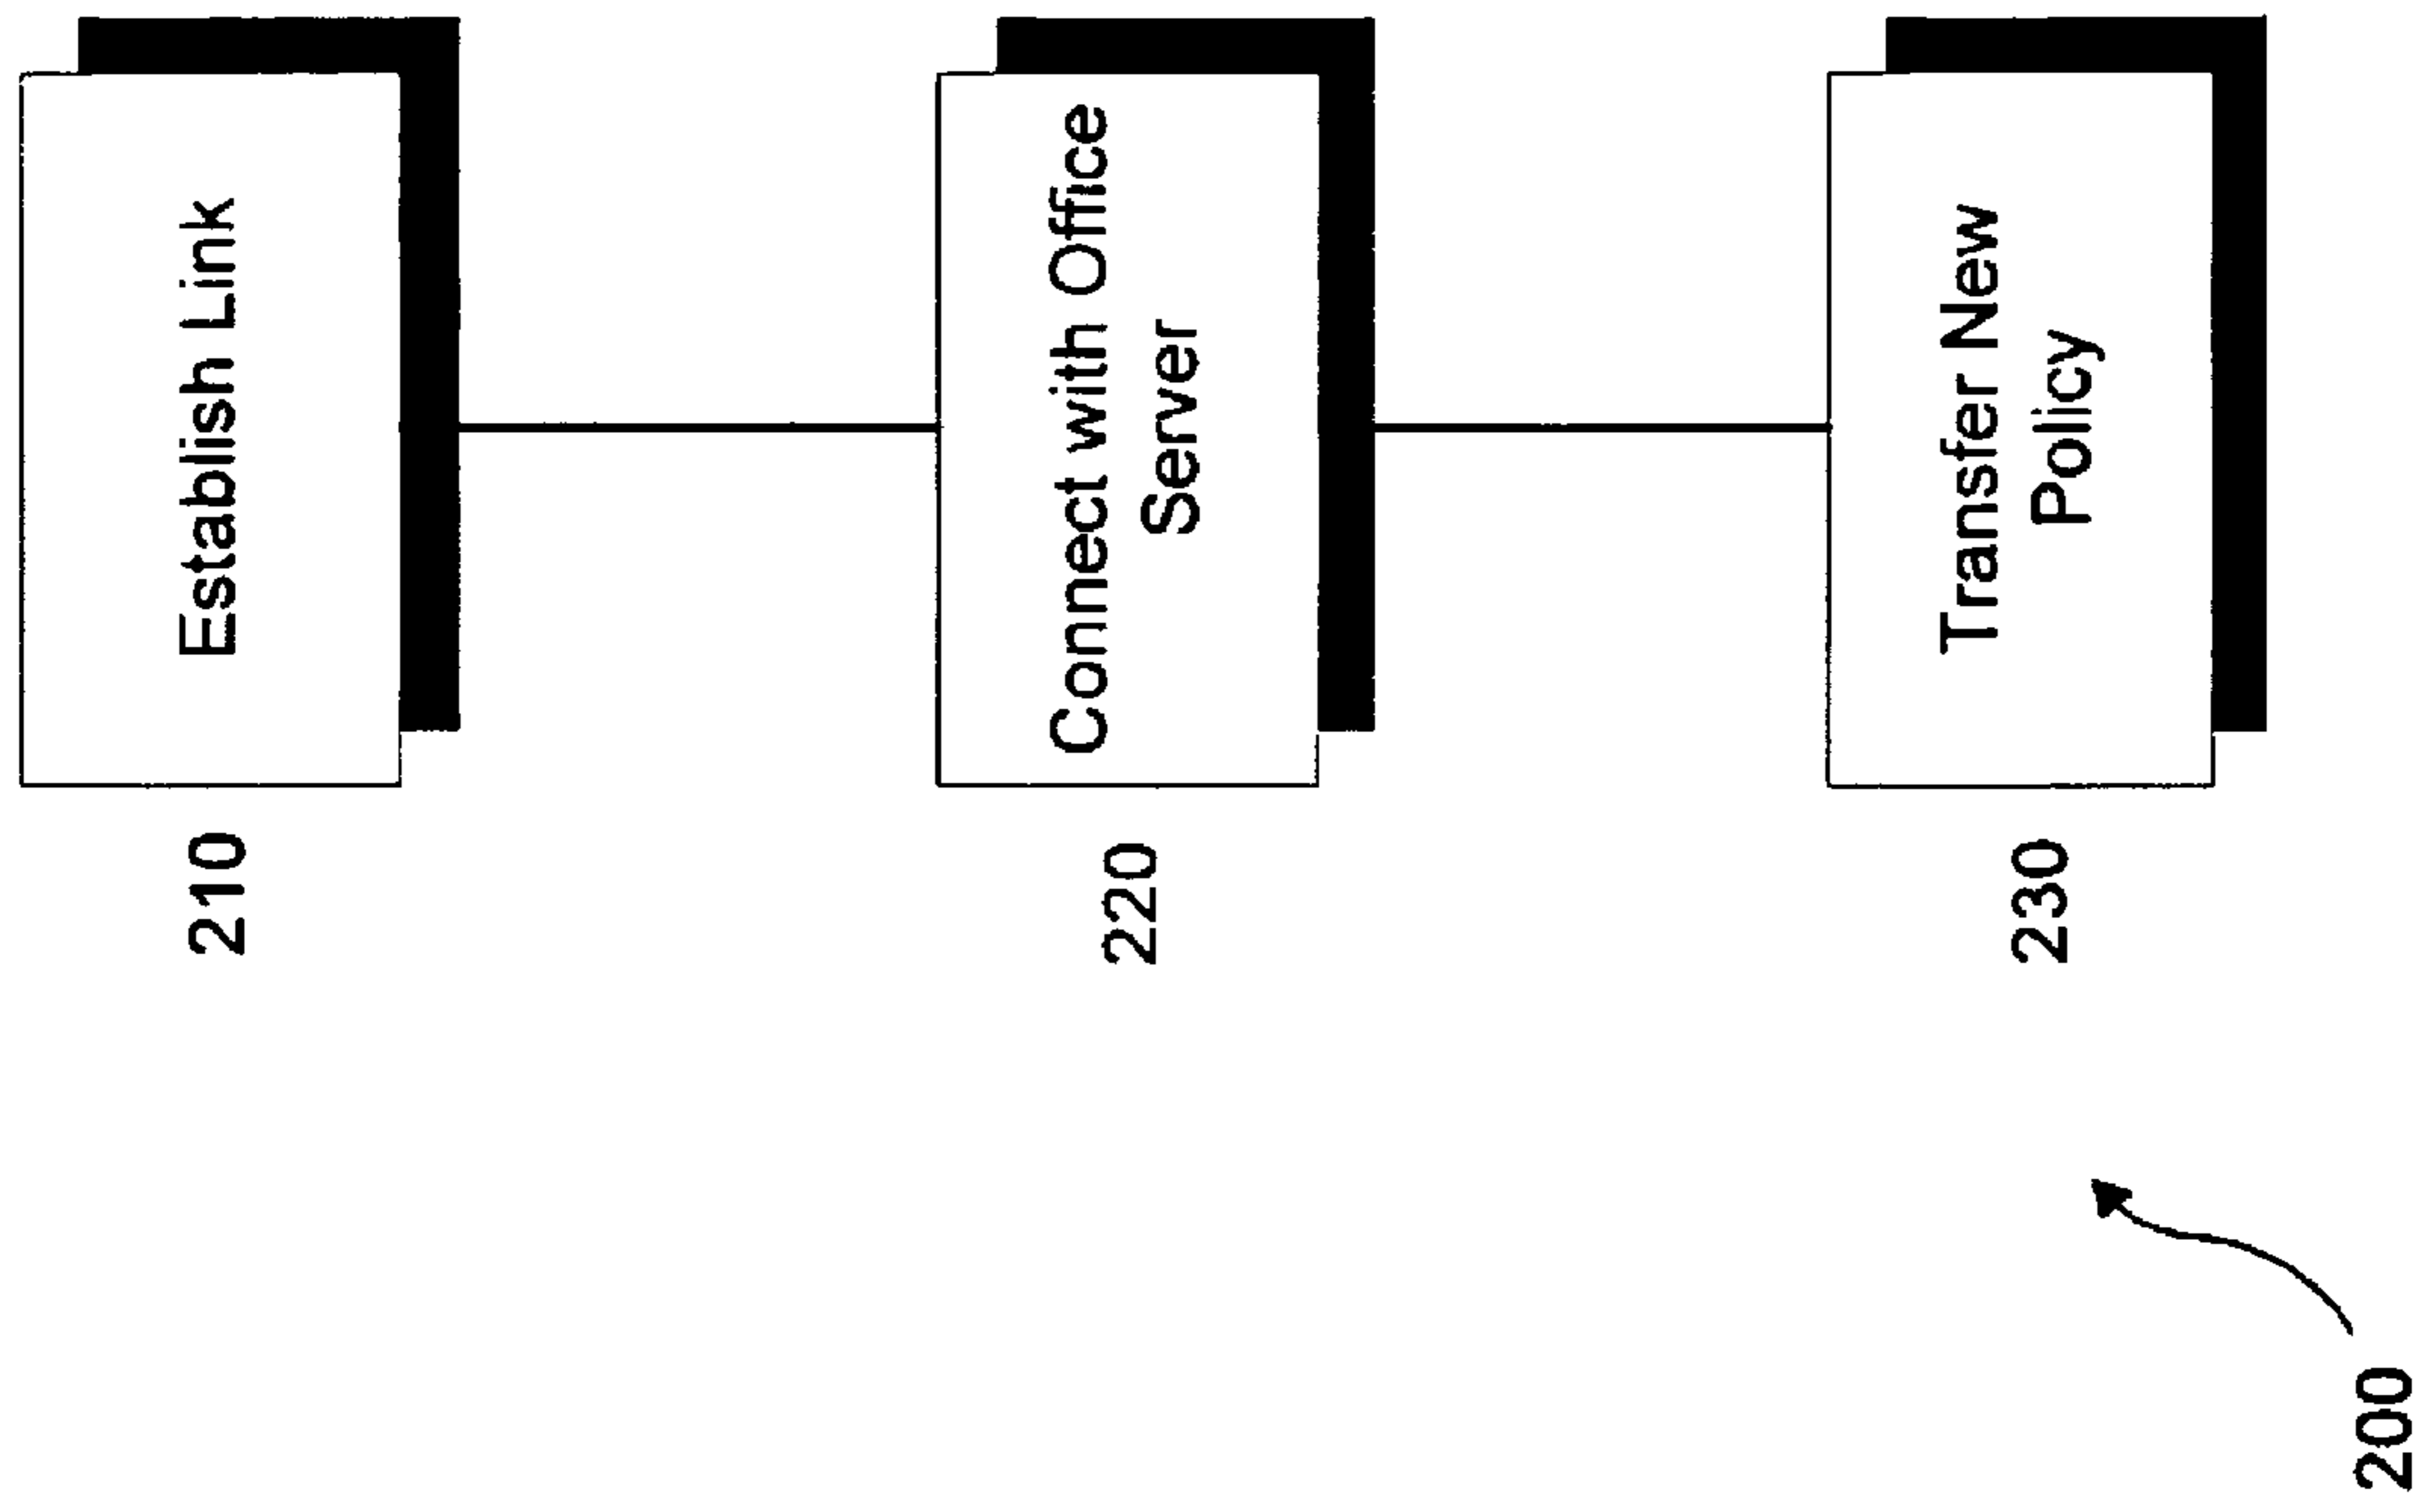 210
Establish Link
220
Connect with Office
Server
230
Transfer New
Policy
200